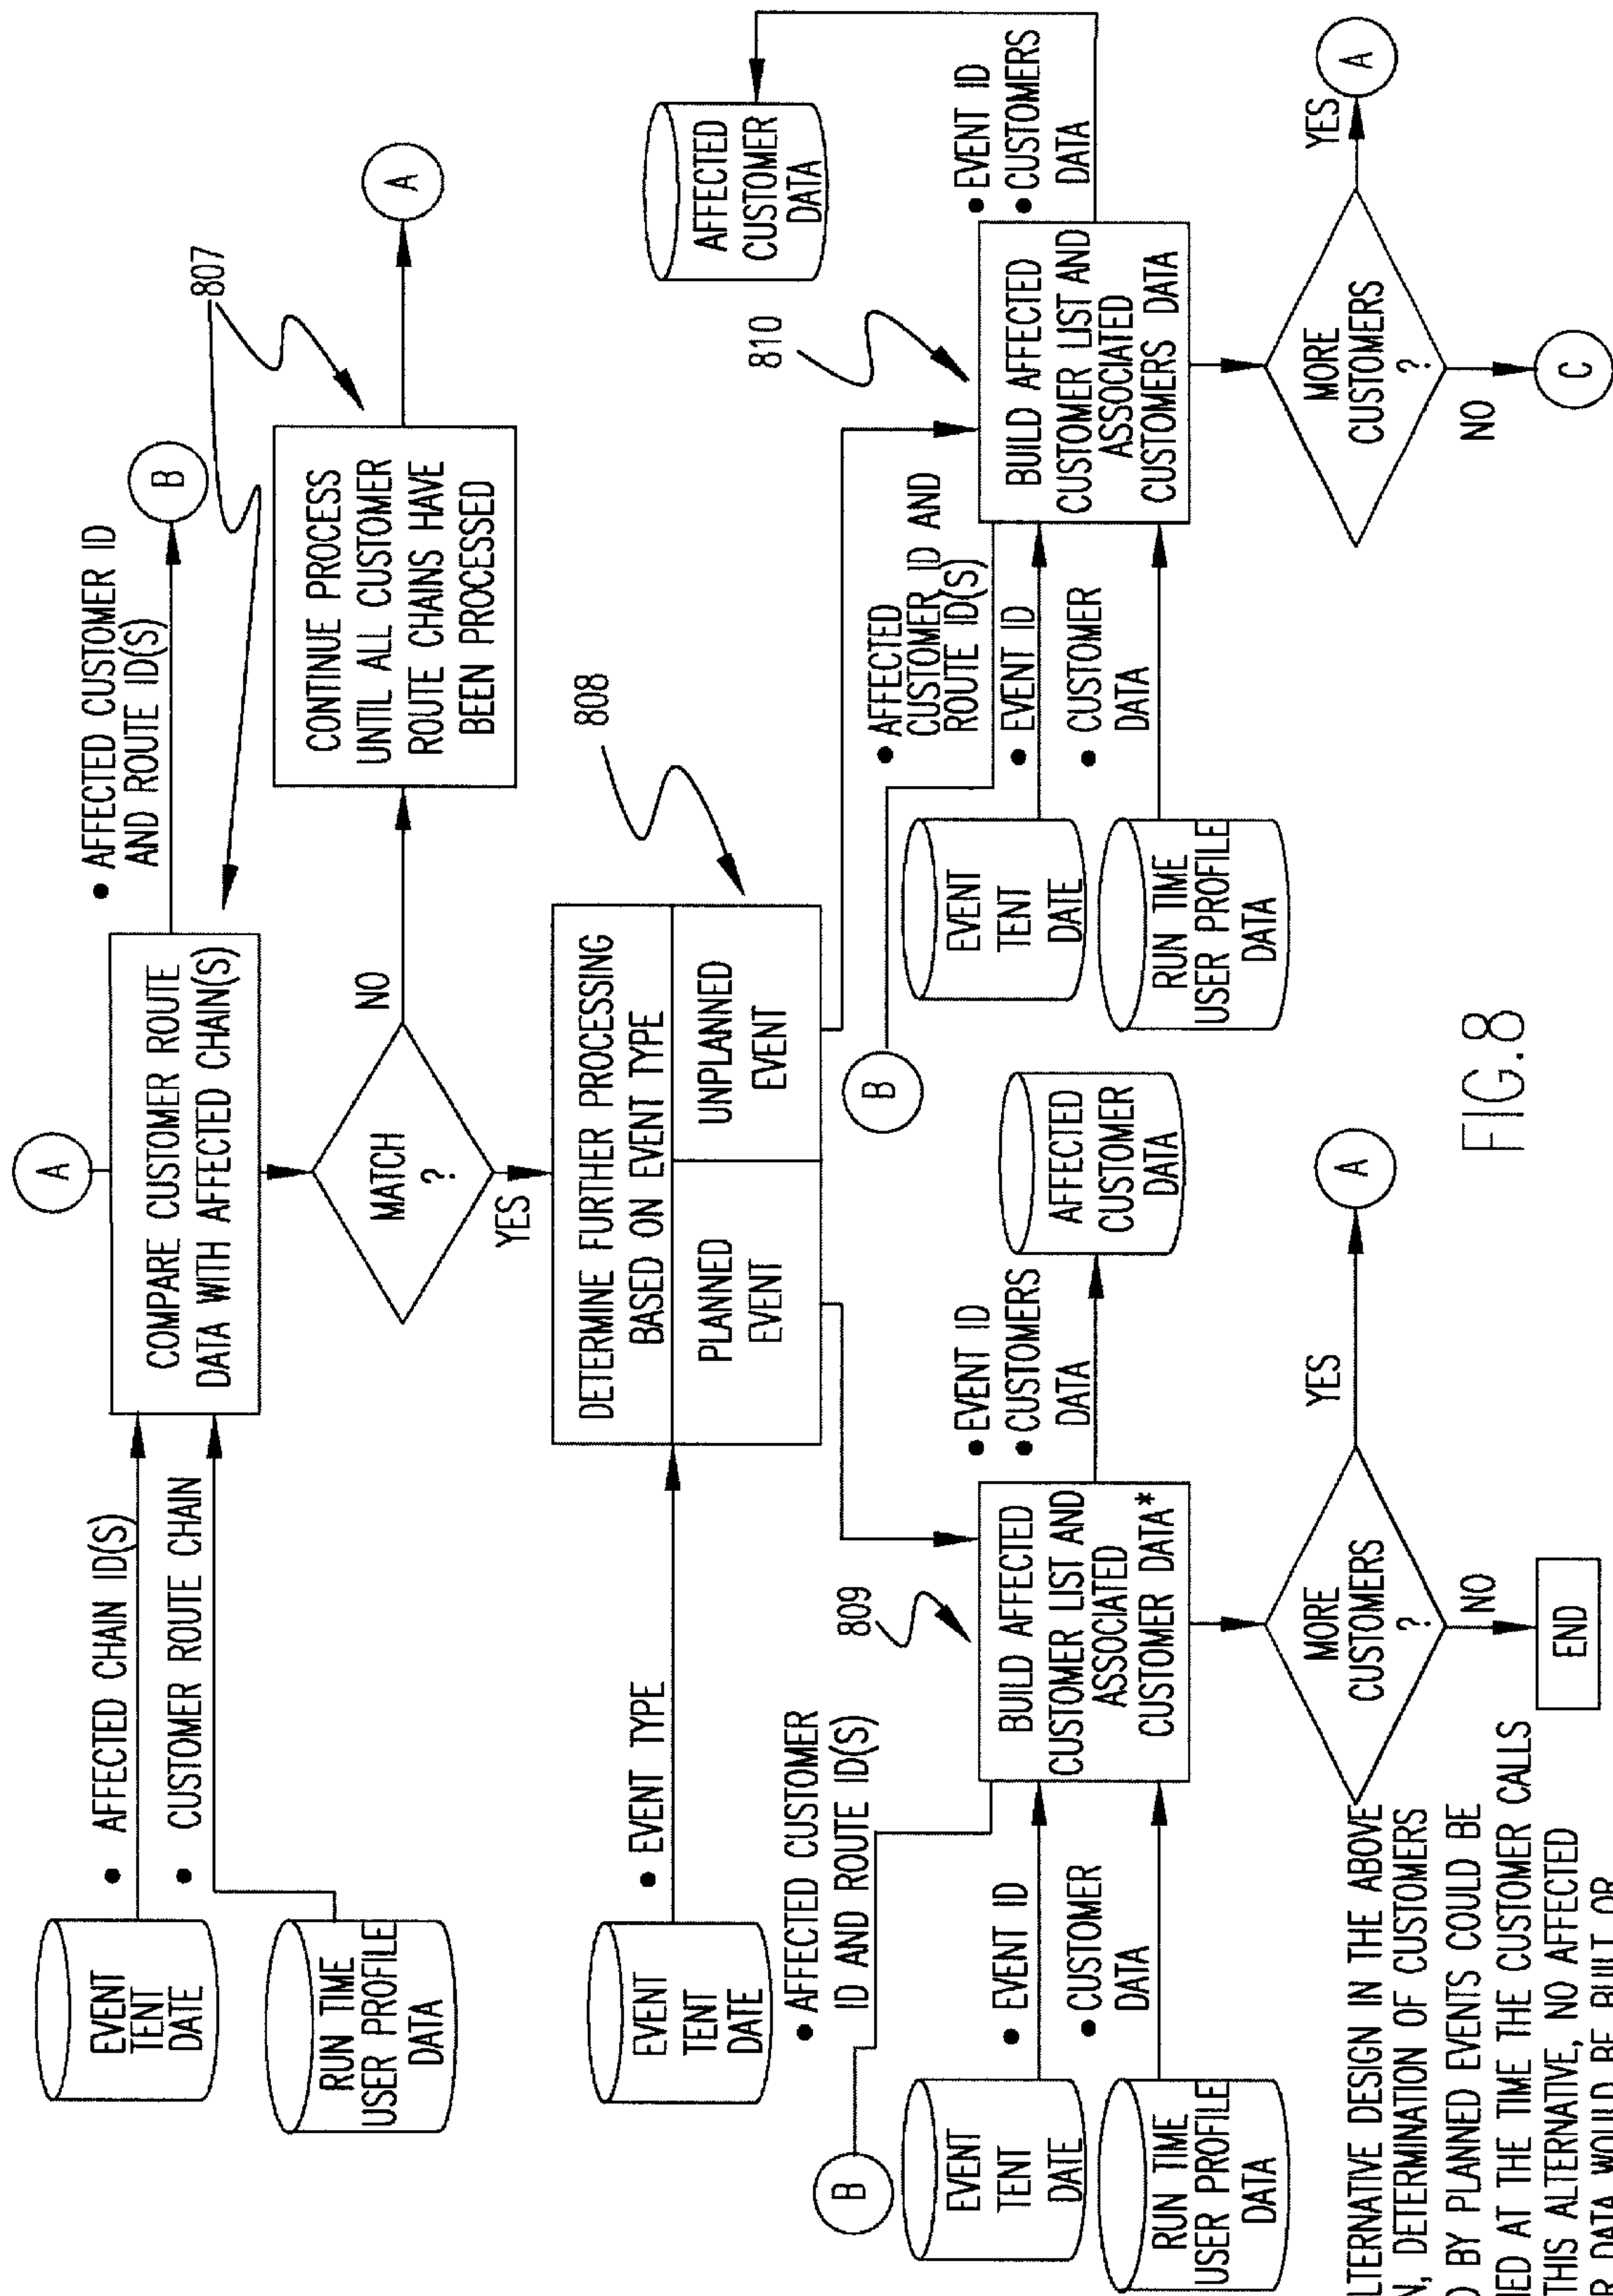 A
EVENT
TENT
DATE
• AFFECTED CHAIN ID(S)
• CUSTOMER ROUTE CHAIN
RUN TIME
USER PROFILE
DATA
COMPARE CUSTOMER ROUTE
DATA WITH AFFECTED CHAIN(S)
• AFFECTED CUSTOMER ID
AND ROUTE ID(S)
B
807
MATCH
?
NO
YES
CONTINUE PROCESS
UNTIL ALL CUSTOMER
ROUTE CHAINS HAVE
BEEN PROCESSED
A
EVENT
TENT
DATE
• EVENT TYPE
DETERMINE FURTHER PROCESSING
BASED ON EVENT TYPE
PLANNED
EVENT
UNPLANNED
EVENT
808
B
• AFFECTED CUSTOMER
ID AND ROUTE ID(S)
EVENT
TENT
DATE
• EVENT ID
RUN TIME
USER PROFILE
DATA
• CUSTOMER
DATA
809
BUILD AFFECTED
CUSTOMER LIST AND
ASSOCIATED
CUSTOMER DATA*
• EVENT ID
• CUSTOMERS
DATA
AFFECTED
CUSTOMER
DATA
MORE
CUSTOMERS
?
YES
A
NO
END
B
• AFFECTED
CUSTOMER ID AND
ROUTE ID(S)
EVENT
TENT
DATE
• EVENT ID
RUN TIME
USER PROFILE
DATA
• CUSTOMER
DATA
810
BUILD AFFECTED
CUSTOMER LIST AND
ASSOCIATED
CUSTOMERS DATA
• EVENT ID
• CUSTOMERS
DATA
AFFECTED
CUSTOMER
DATA
MORE
CUSTOMERS
?
YES
A
NO
C
DESIGN IN THE ABOVE
DETERMINATION OF CUSTOMERS
BY PLANNED EVENTS COULD BE
AT THE TIME THE CUSTOMER CALLS
THIS ALTERNATIVE, NO AFFECTED
DATA WOULD BE BUILT OR
FIG.8